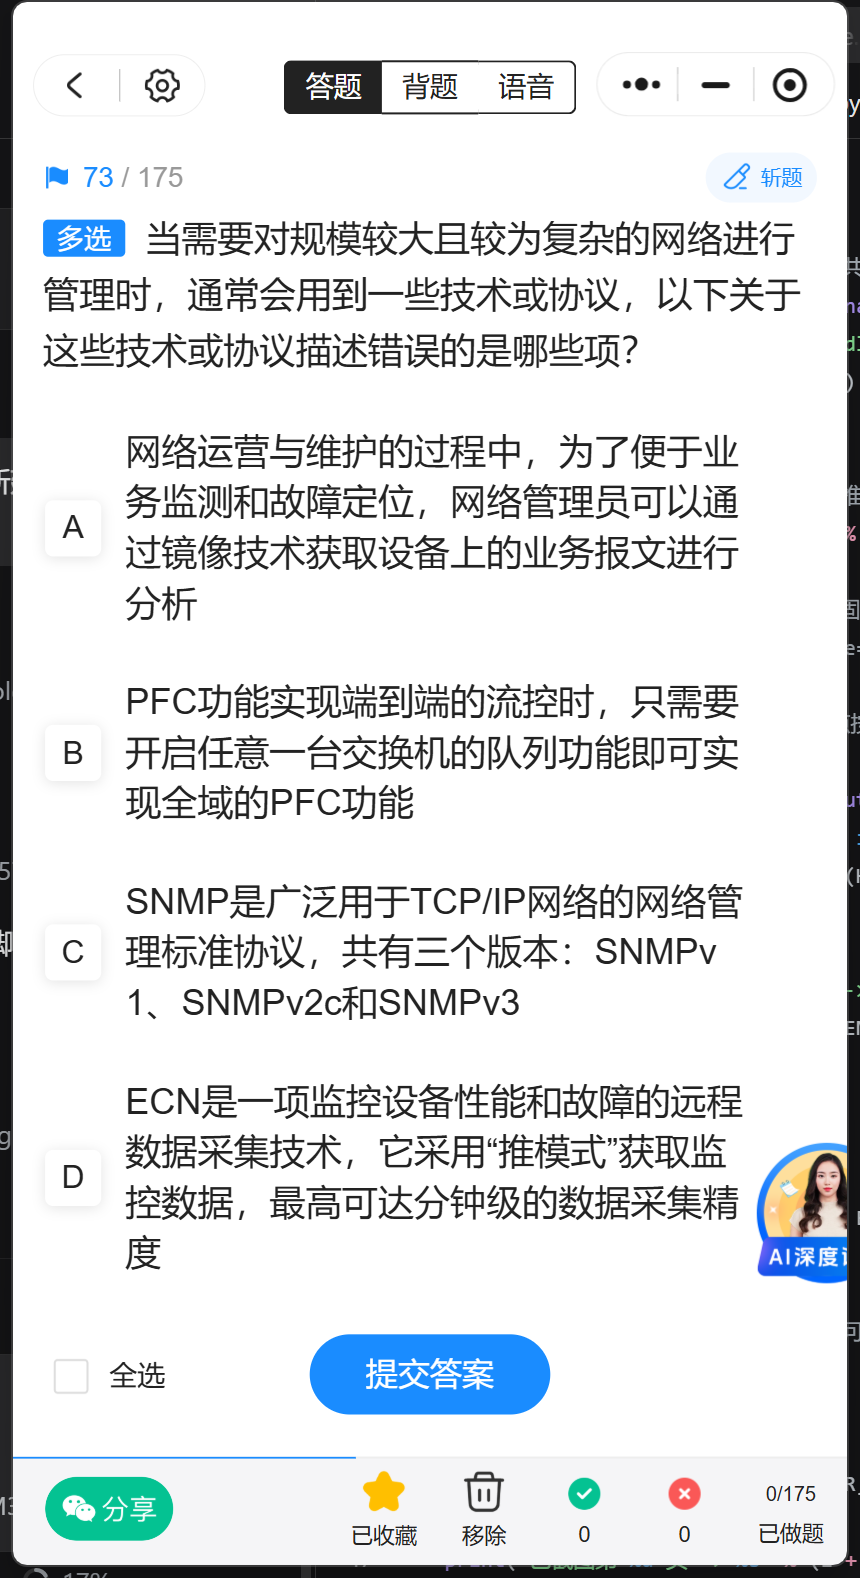 答题 背题 语音
73 / 175
斩题
多选 当需要对规模较大且较为复杂的网络进行
管理时，通常会用到一些技术或协议，以下关于
这些技术或协议描述错误的是哪些项？
A
网络运营与维护的过程中，为了便于业
务监测和故障定位，网络管理员可以通
过镜像技术获取设备上的业务报文进行
分析
B
PFC功能实现端到端的流控时，只需要
开启任意一台交换机的队列功能即可实
现全域的PFC功能
C
SNMP是广泛用于TCP/IP网络的网络管
理标准协议，共有三个版本：SNMPv
1、SNMPv2c和SNMPv3
D
ECN是一项监控设备性能和故障的远程
数据采集技术，它采用“推模式”获取监
控数据，最高可达分钟级的数据采集精
度
AI深度
全选
提交答案
分享
已收藏
移除
0
0
0/175
已做题
17%